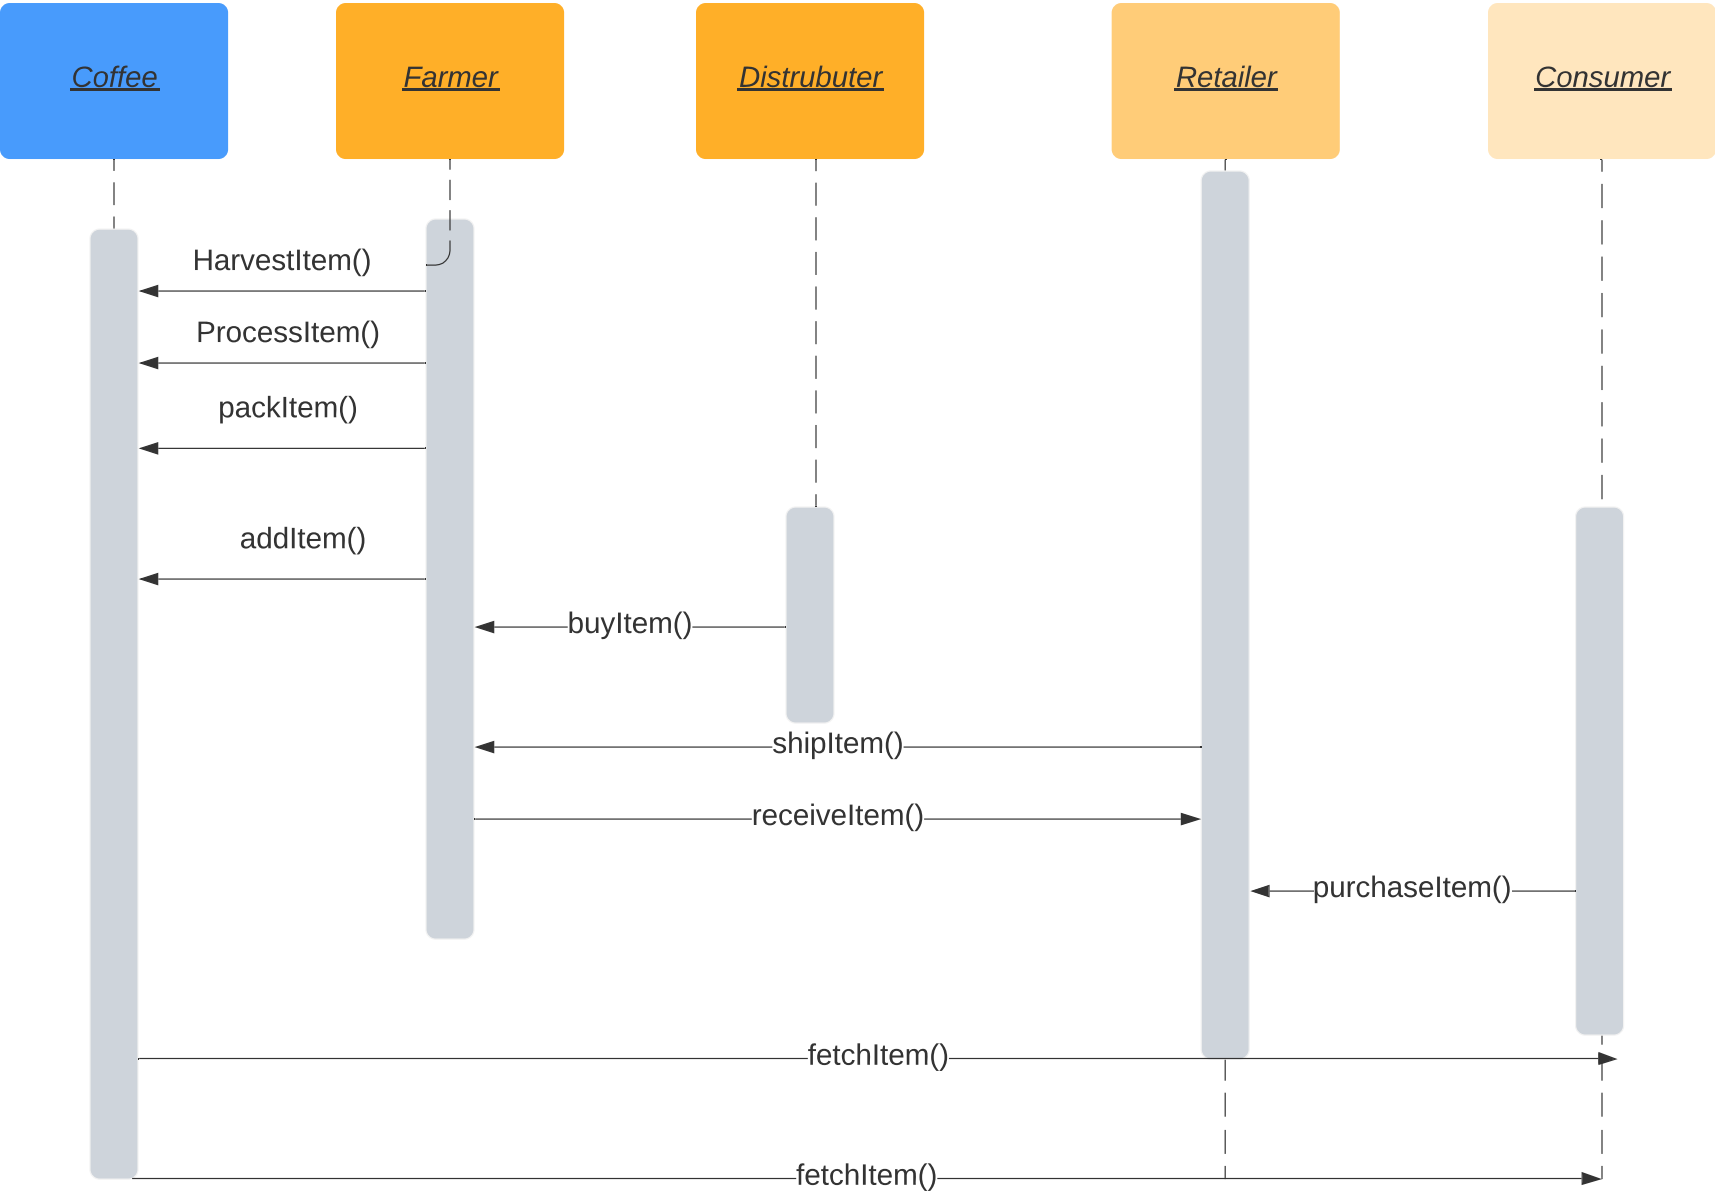 Coffee
Farmer
Distrubuter
Retailer
Consumer
HarvestItem()
ProcessItem()
packItem()
addItem()
buyItem()
shipItem()
receiveItem()
purchaseItem()
fetchItem()
fetchItem()